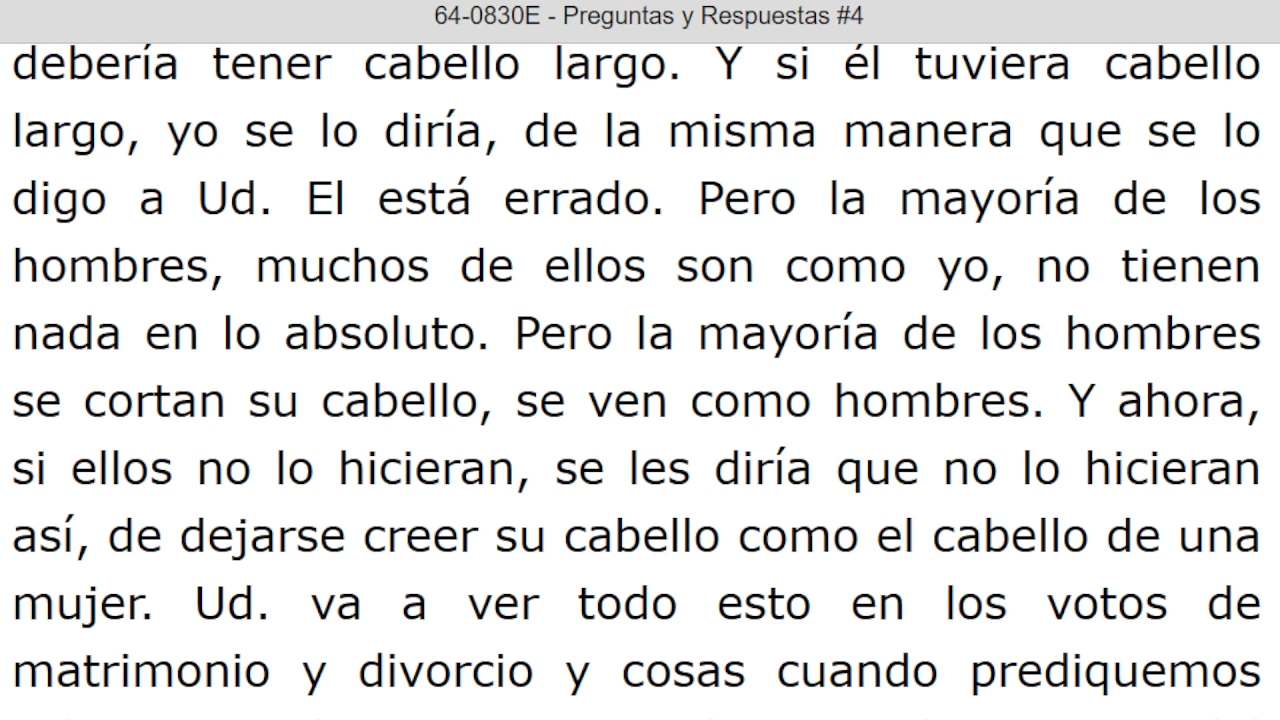 64-0830E - Preguntas y Respuestas #4
debería tener cabello largo. Y si él tuviera cabello
largo, yo se lo diría, de la misma manera que se lo
digo a Ud. El está errado. Pero la mayoría de los
hombres, muchos de ellos son como yo, no tienen
nada en lo absoluto. Pero la mayoría de los hombres
se cortan su cabello, se ven como hombres. Y ahora,
si ellos no lo hicieran, se les diría que no lo hicieran
así, de dejarse creer su cabello como el cabello de una
mujer. Ud. va a ver todo esto en los votos de
matrimonio y divorcio y cosas cuando prediquemos